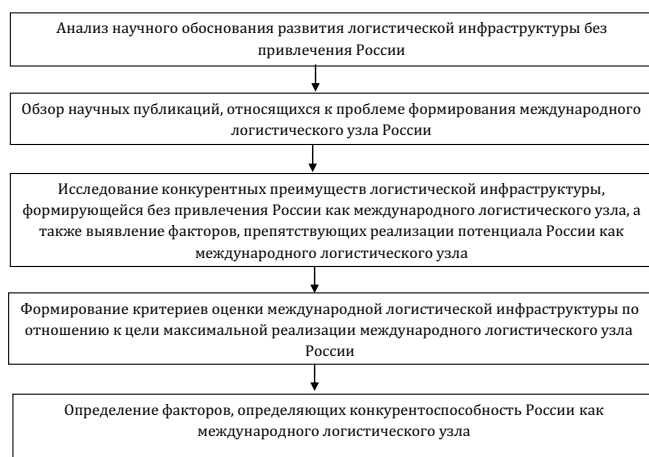 Анализ научного обоснования развития логистической инфраструктуры без
привлечения России
Обзор научных публикаций, относящихся к проблеме формирования международного
логистического узла России
Исследование конкурентных преимуществ логистической инфраструктуры,
формирующейся без привлечения России как международного логистического узла, а
также выявление факторов, препятствующих реализации потенциала России как
международного логистического узла
Формирование критериев оценки международной логистической инфраструктуры по
отношению к цели максимальной реализации международного логистического узла
России
Определение факторов, определяющих конкурентоспособность России как
международного логистического узла